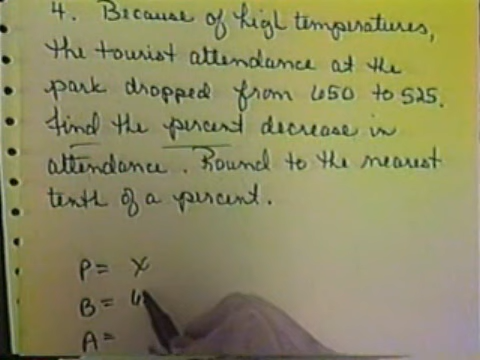 4. Because of high temperatures,
the tourist attendance at the
park dropped from 650 to 525.
Find the percent decrease in
attendance. Round to the nearest
tenth of a percent.
P = X
B = 6
A =